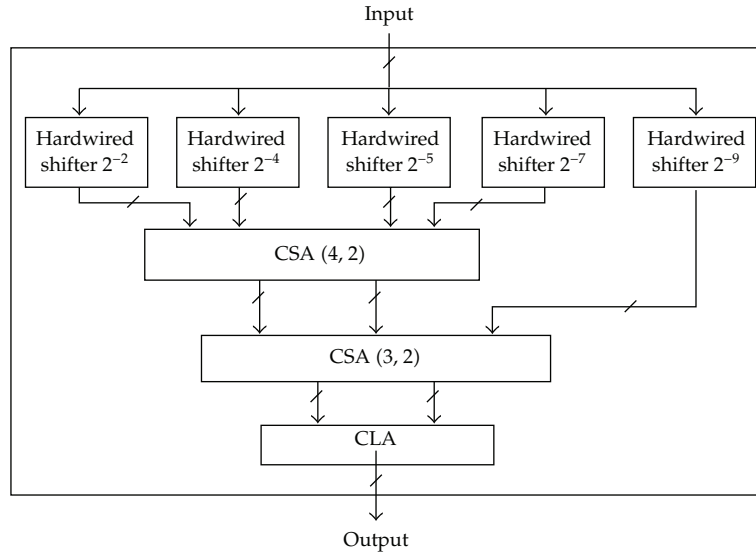 Input
Hardwired
shifter 2⁻²
Hardwired
shifter 2⁻⁴
Hardwired
shifter 2⁻⁵
Hardwired
shifter 2⁻⁷
Hardwired
shifter 2⁻⁹
CSA (4, 2)
CSA (3, 2)
CLA
Output